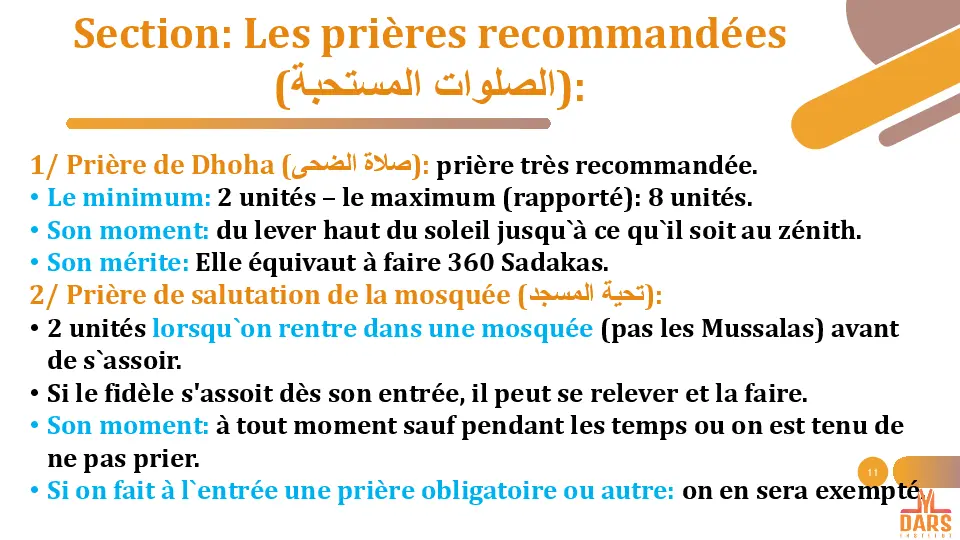 Section: Les prières recommandées
(الصلوات المستحبة):
1/ Prière de Dhoha (صلاة الضحى): prière très recommandée.
• Le minimum: 2 unités – le maximum (rapporté): 8 unités.
• Son moment: du lever haut du soleil jusqu`à ce qu`il soit au zénith.
• Son mérite: Elle équivaut à faire 360 Sadakas.
2/ Prière de salutation de la mosquée (تحية المسجد):
• 2 unités lorsqu`on rentre dans une mosquée (pas les Mussalas) avant
de s`assoir.
• Si le fidèle s'assoit dès son entrée, il peut se relever et la faire.
• Son moment: à tout moment sauf pendant les temps ou on est tenu de
ne pas prier.
11
• Si on fait à l`entrée une prière obligatoire ou autre: on en sera exempté.
DARS
INSTITUT